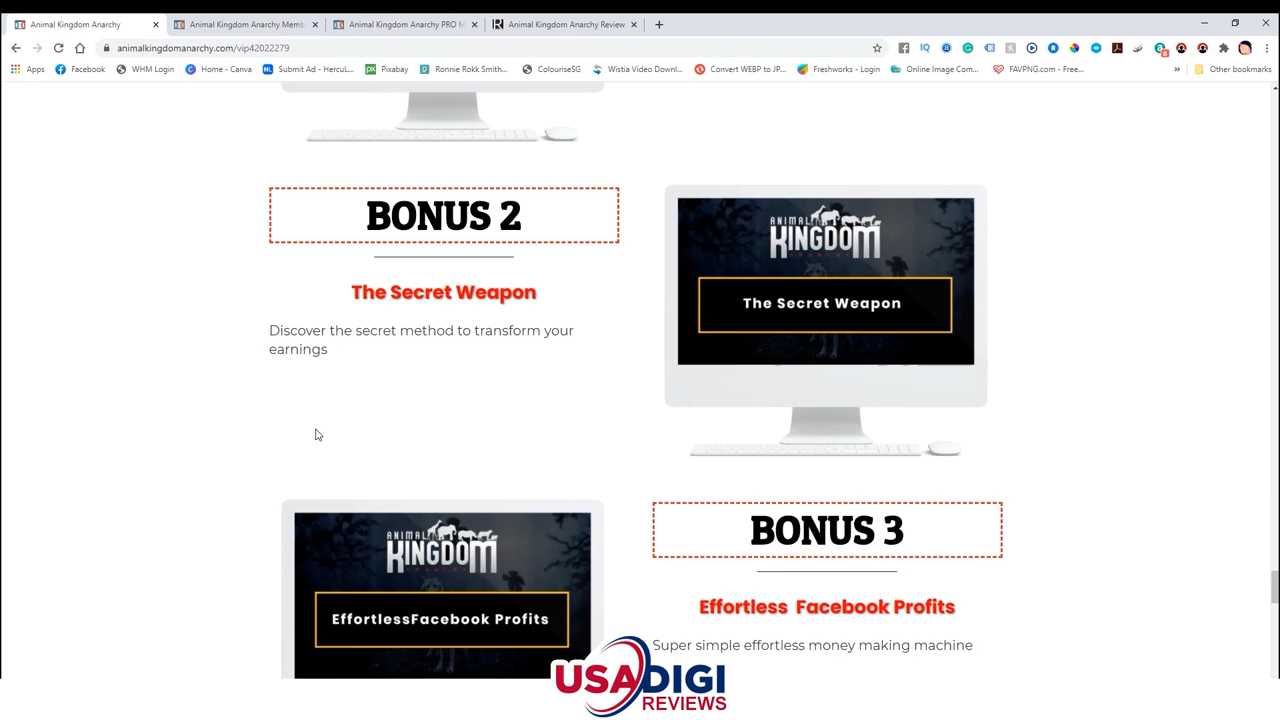 Animal Kingdom Anarchy
Animal Kingdom Anarchy Memb
Animal Kingdom Anarchy PRO M
Animal Kingdom Anarchy Review
animalkingdomanarchy.com/vip42022279
Apps
Facebook
WHM Login
Home - Canva
Submit Ad - HercuL...
Pixabay
Ronnie Rokk Smith...
ColouriseSG
Wistia Video Downl...
Convert WEBP to JP...
Freshworks - Login
Online Image Com...
FAVPNG.com - Free...
»
Other bookmarks
BONUS 2
The Secret Weapon
Discover the secret method to transform your
earnings
ANIMAL
KINGDOM
The Secret Weapon
ANIMAL
KINGDOM
EffortlessFacebook Profits
BONUS 3
Effortless Facebook Profits
Super simple effortless money making machine
USADIGI
REVIEWS